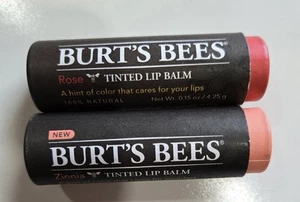 BURT'S BEES
Rose TINTED LIP BALM
A hint of color that cares for your lips
100% NATURAL Net Wt. 0.15 oz / 4.25 g
NEW
BURT'S BEES®
Zinnia TINTED LIP BALM